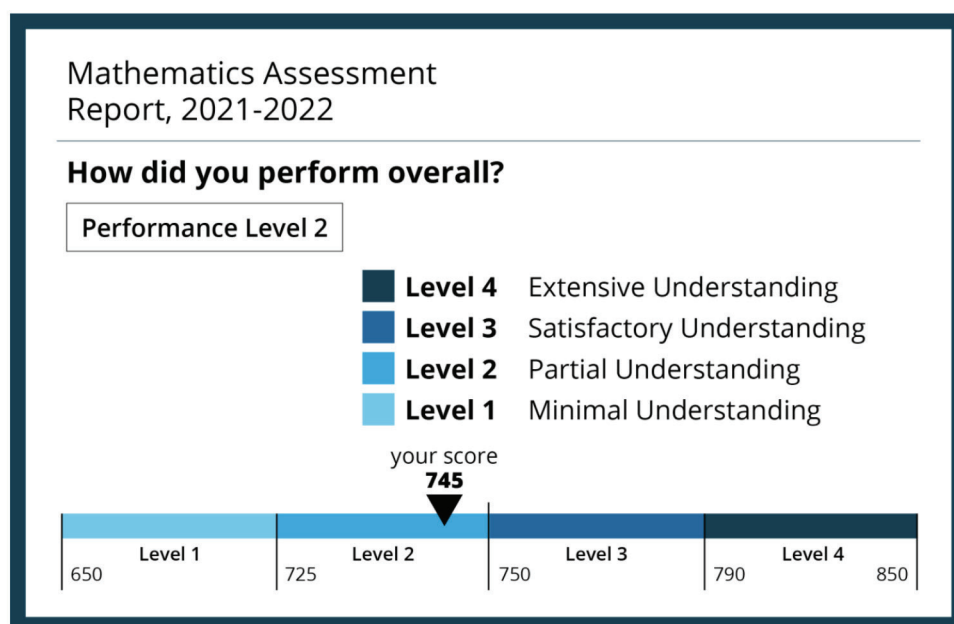 Mathematics Assessment
Report, 2021-2022
How did you perform overall?
Performance Level 2
Level 4 Extensive Understanding
Level 3 Satisfactory Understanding
Level 2 Partial Understanding
Level 1 Minimal Understanding
your score
745
Level 1 Level 2 Level 3 Level 4
650 725 750 790 850